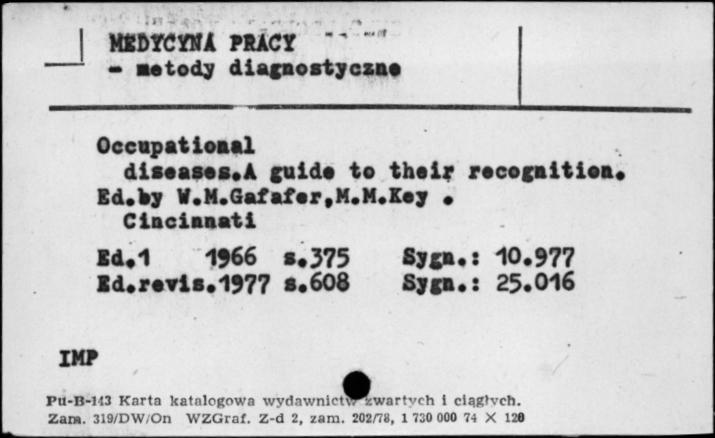 MEDYCYNA PRACY
- metody diagnostyczne
Occupational
diseases.A guide to their recognition.
Ed.by W.M.Gafafer,M.M.Key .
Cincinnati
Ed.1 1966 s.375 Sygn.: 10.977
Ed.revis.1977 s.608 Sygn.: 25.016
IMP
Pu-B-143 Karta katalogowa wydawnictw zwartych i ciągłych.
Zam. 319/DW/On WZGraf. Z-d 2, zam. 202/78, 1 730 000 74 X 120